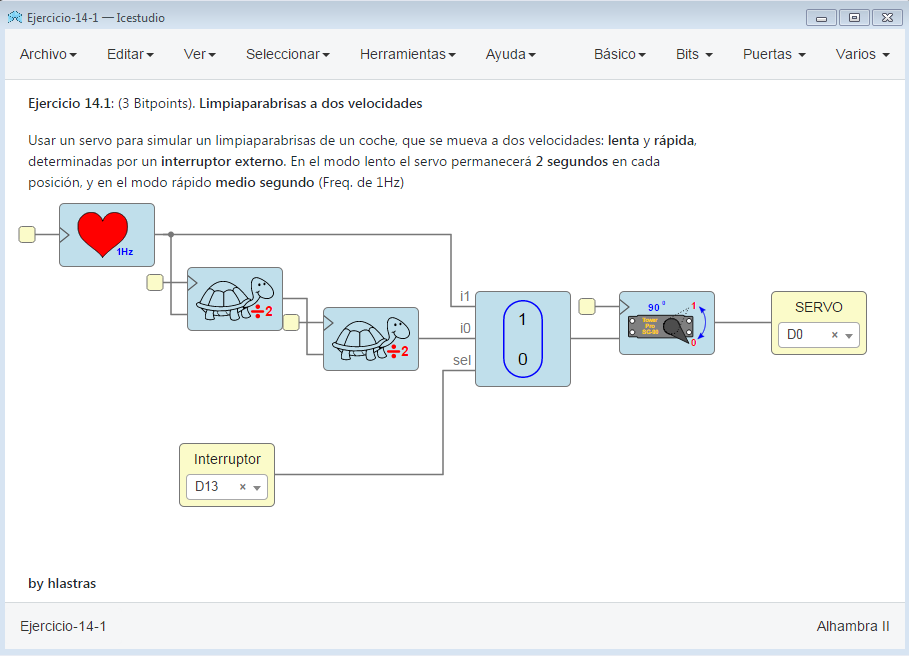 Ejercicio-14-1 — Icestudio
Archivo Editar Ver Seleccionar Herramientas Ayuda Básico Bits Puertas Varios
Ejercicio 14.1: (3 Bitpoints). Limpiaparabrisas a dos velocidades
Usar un servo para simular un limpiaparabrisas de un coche, que se mueva a dos velocidades: lenta y rápida,
determinadas por un interruptor externo. En el modo lento el servo permanecerá 2 segundos en cada
posición, y en el modo rápido medio segundo (Freq. de 1Hz)
1Hz
÷2
÷2
i1
i0
sel
1
0
90°
1
Tower
Pro
SG-90
0
SERVO
D0 ×
Interruptor
D13 ×
by hlastras
Ejercicio-14-1 Alhambra II